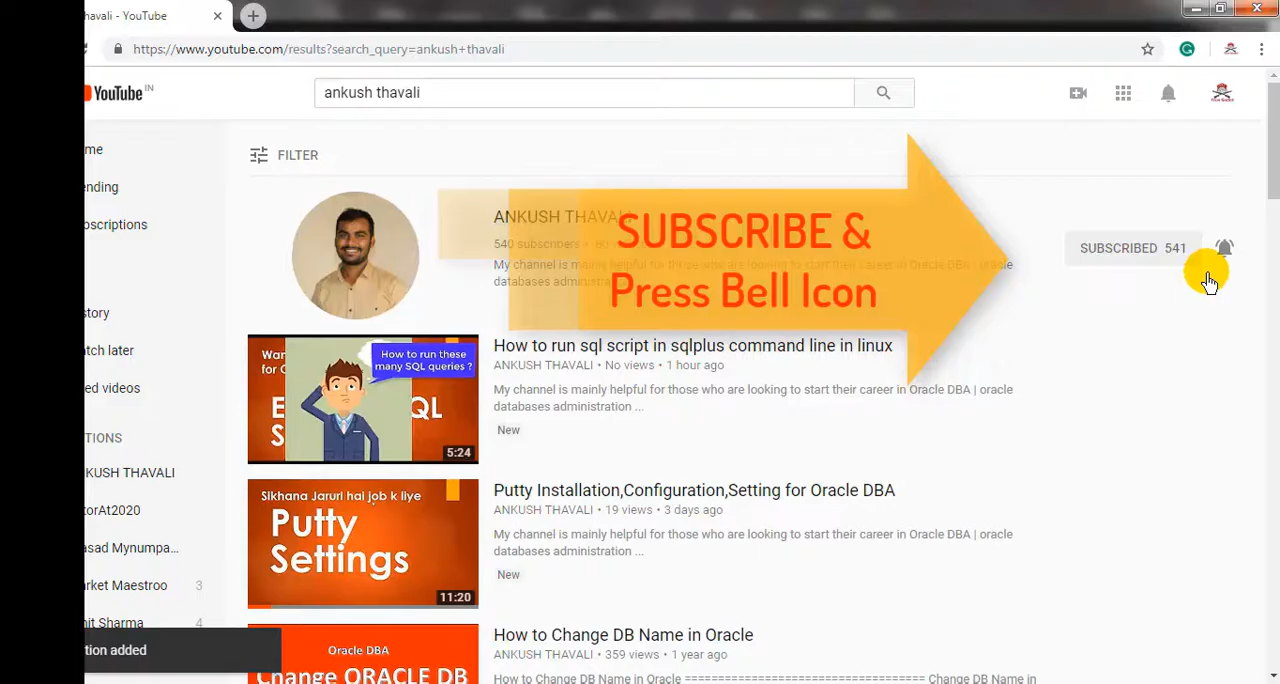 havali - YouTube
https://www.youtube.com/results?search_query=ankush+thavali
YouTube IN
ankush thavali
me
FILTER
ending
bscriptions
ANKUSH THAVALI
540 subscribers
SUBSCRIBE &
Press Bell Icon
SUBSCRIBED 541
My channel is mainly helpful for those who are looking to start their career in Oracle DBA | oracle
databases administration ...
story
tch later
ed videos
TIONS
KUSH THAVALI
torAt2020
asad Mynumpa...
arket Maestroo 3
nit Sharma 4
tion added
How to run these
many SQL queries ?
5:24
How to run sql script in sqlplus command line in linux
ANKUSH THAVALI • No views • 1 hour ago
My channel is mainly helpful for those who are looking to start their career in Oracle DBA | oracle
databases administration ...
New
Sikhana Jaruri hai job k liye
Putty
Settings
11:20
Putty Installation,Configuration,Setting for Oracle DBA
ANKUSH THAVALI • 19 views • 3 days ago
My channel is mainly helpful for those who are looking to start their career in Oracle DBA | oracle
databases administration ...
New
Oracle DBA
Change ORACLE DB
How to Change DB Name in Oracle
ANKUSH THAVALI • 359 views • 1 year ago
How to Change DB Name in Oracle ================================ Change DB Name in